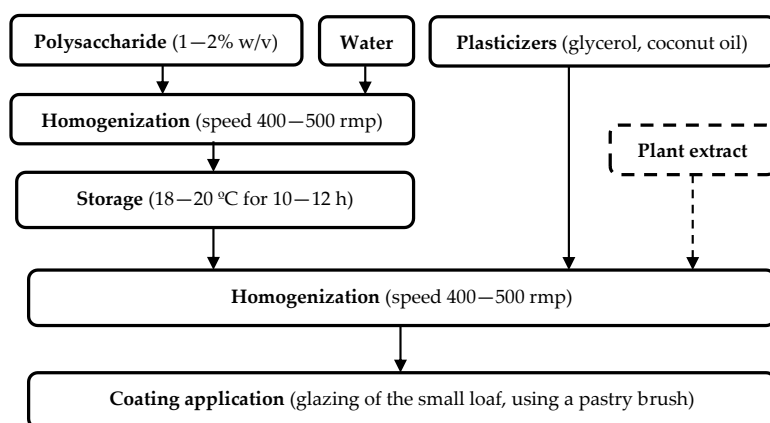 Polysaccharide (1—2% w/v)
Water
Plasticizers (glycerol, coconut oil)
Homogenization (speed 400—500 rmp)
Plant extract
Storage (18—20 ºC for 10—12 h)
Homogenization (speed 400—500 rmp)
Coating application (glazing of the small loaf, using a pastry brush)